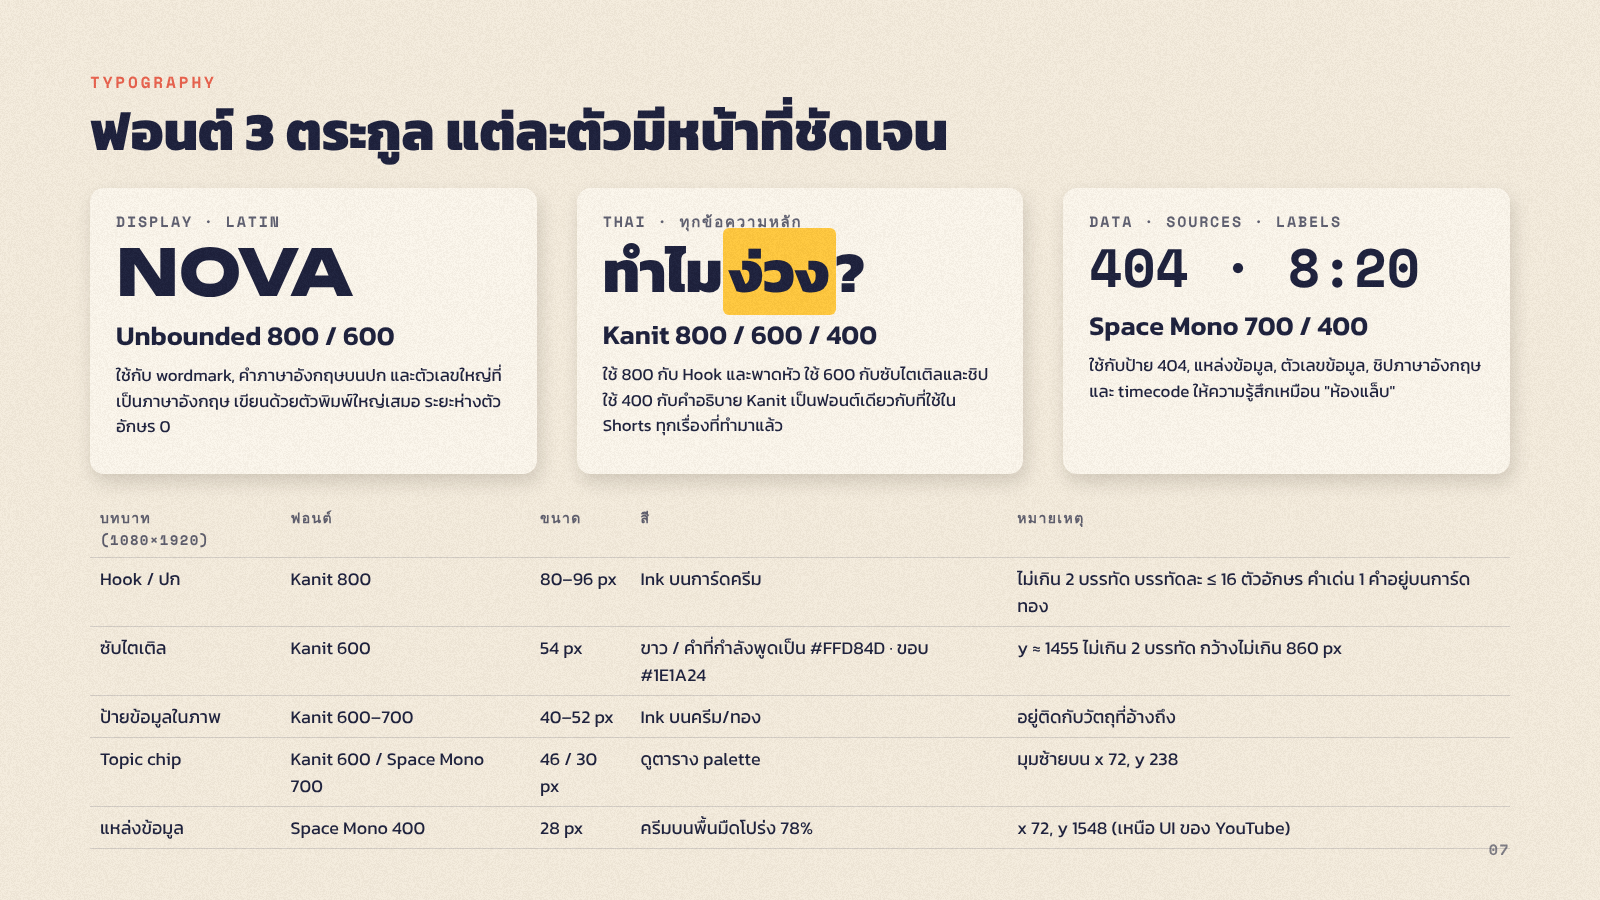 TYPOGRAPHY
ฟอนต์ 3 ตระกูล แต่ละตัวมีหน้าที่ชัดเจน
DISPLAY · LATIN
NOVA
Unbounded 800 / 600
ใช้กับ wordmark, คำภาษาอังกฤษบนปก และตัวเลขใหญ่ที่
เป็นภาษาอังกฤษ เขียนด้วยตัวพิมพ์ใหญ่เสมอ ระยะห่างตัว
อักษร 0
THAI · ทุกข้อความหลัก
ทำไมง่วง?
Kanit 800 / 600 / 400
ใช้ 800 กับ Hook และพาดหัว ใช้ 600 กับซับไตเติลและชิป
ใช้ 400 กับคำอธิบาย Kanit เป็นฟอนต์เดียวกับที่ใช้ใน
Shorts ทุกเรื่องที่ทำมาแล้ว
DATA · SOURCES · LABELS
404 · 8:20
Space Mono 700 / 400
ใช้กับป้าย 404, แหล่งข้อมูล, ตัวเลขข้อมูล, ชิปภาษาอังกฤษ
และ timecode ให้ความรู้สึกเหมือน "ห้องแล็บ"
บทบาท ฟอนต์ ขนาด สี หมายเหตุ
(1080×1920)
Hook / ปก Kanit 800 80–96 px Ink บนการ์ดครีม ไม่เกิน 2 บรรทัด บรรทัดละ ≤ 16 ตัวอักษร คำเด่น 1 คำอยู่บนการ์ด
ทอง
ซับไตเติล Kanit 600 54 px ขาว / คำที่กำลังพูดเป็น #FFD84D · ขอบ y ≈ 1455 ไม่เกิน 2 บรรทัด กว้างไม่เกิน 860 px
#1E1A24
ป้ายข้อมูลในภาพ Kanit 600–700 40–52 px Ink บนครีม/ทอง อยู่ติดกับวัตถุที่อ้างถึง
Topic chip Kanit 600 / Space Mono 46 / 30 ดูตาราง palette มุมซ้ายบน x 72, y 238
700 px
แหล่งข้อมูล Space Mono 400 28 px ครีมบนพื้นมืดโปร่ง 78% x 72, y 1548 (เหนือ UI ของ YouTube)
07